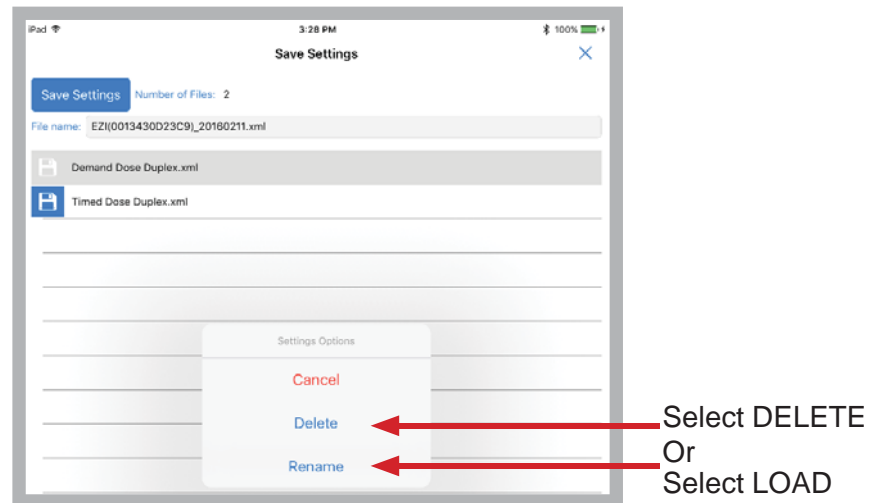 iPad 3:28 PM 100%
Save Settings
Save Settings Number of Files: 2
File name: EZI(0013430D23C9)_20160211.xml
Demand Dose Duplex.xml
Timed Dose Duplex.xml
Settings Options
Cancel
Delete
Rename
Select DELETE
Or
Select LOAD